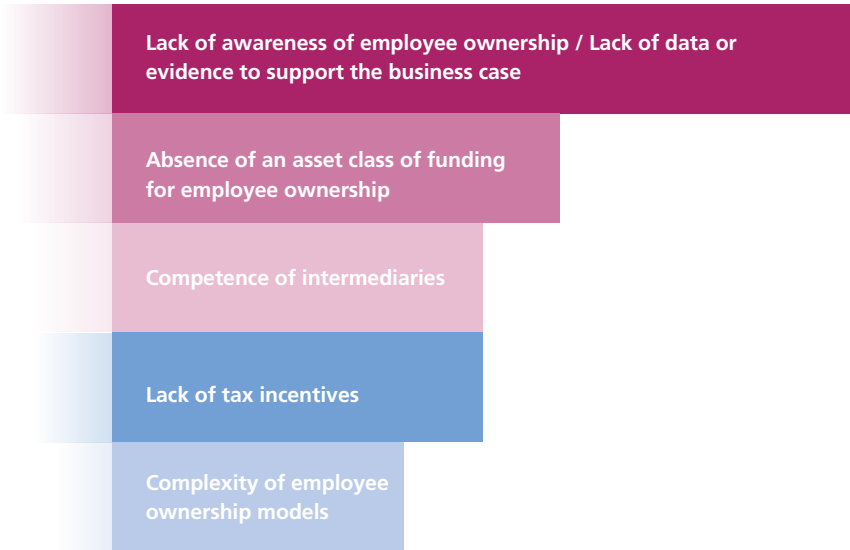 Lack of awareness of employee ownership / Lack of data or
evidence to support the business case
Absence of an asset class of funding
for employee ownership
Competence of intermediaries
Lack of tax incentives
Complexity of employee
ownership models